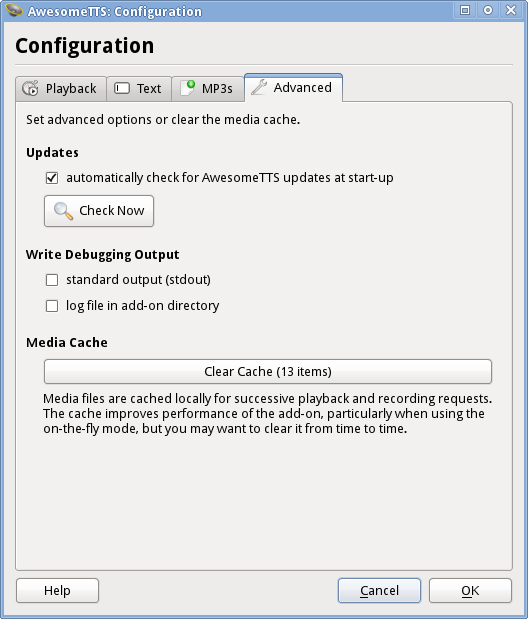 AwesomeTTS: Configuration
Configuration
Playback
Text
MP3s
Advanced
Set advanced options or clear the media cache.
Updates
automatically check for AwesomeTTS updates at start-up
Check Now
Write Debugging Output
standard output (stdout)
log file in add-on directory
Media Cache
Clear Cache (13 items)
Media files are cached locally for successive playback and recording requests.
The cache improves performance of the add-on, particularly when using the
on-the-fly mode, but you may want to clear it from time to time.
Help
Cancel
OK